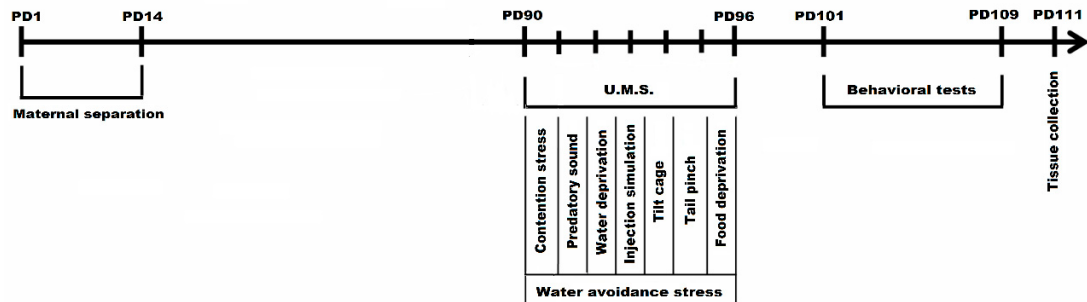 PD1 PD14 PD90 PD96 PD101 PD109 PD111
Maternal separation
U.M.S.
Behavioral tests
Tissue collection
Contention stress
Predatory sound
Water deprivation
Injection simulation
Tilt cage
Tail pinch
Food deprivation
Water avoidance stress